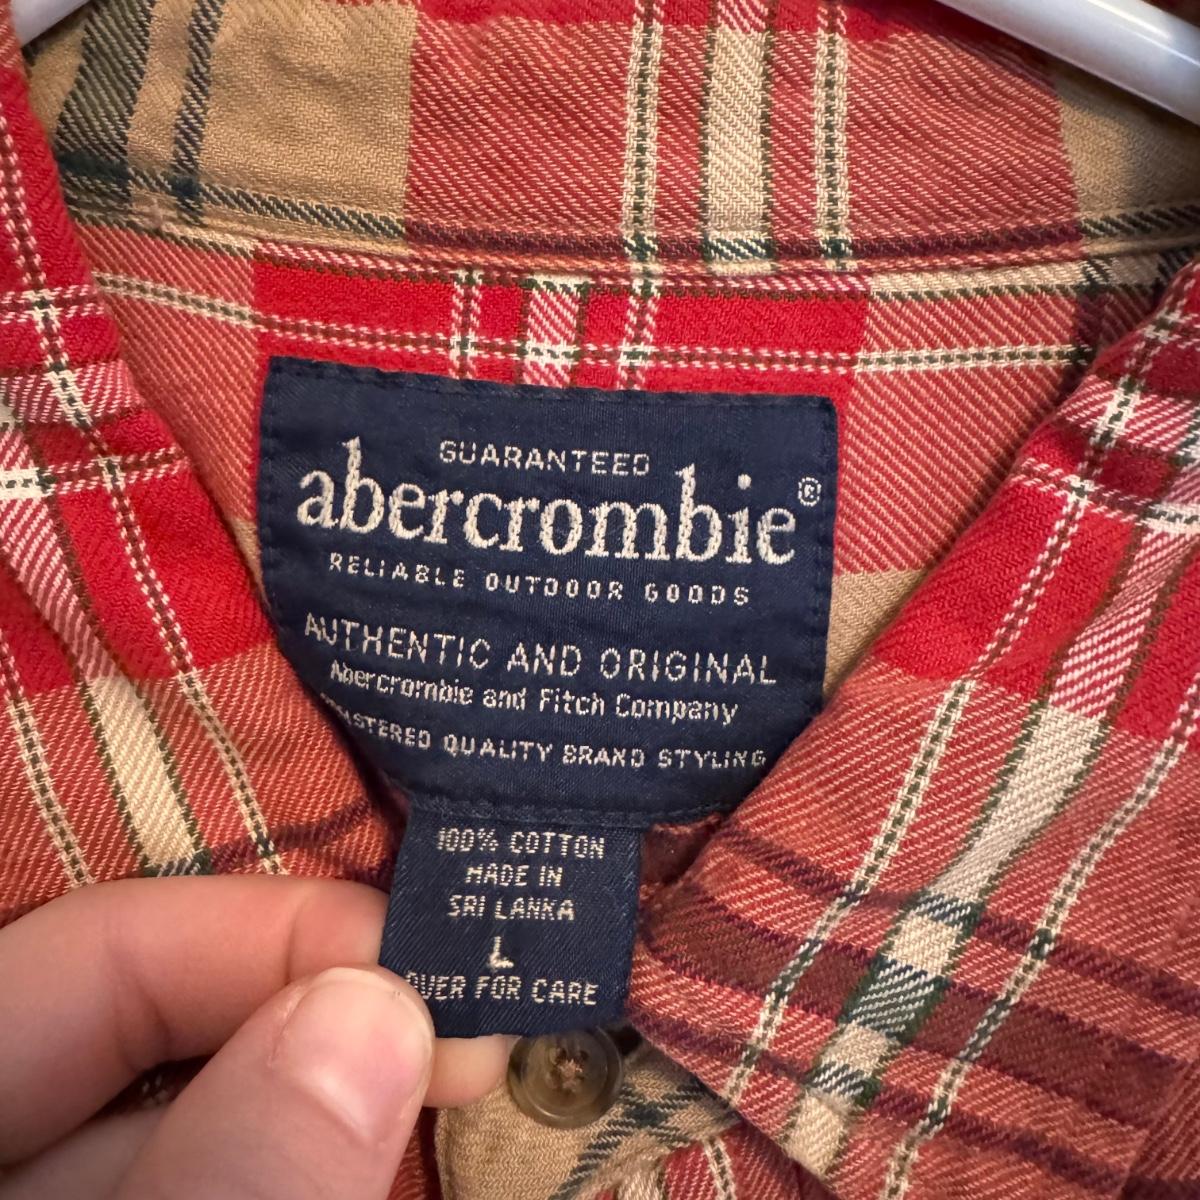 GUARANTEED
abercrombie®
RELIABLE OUTDOOR GOODS
AUTHENTIC AND ORIGINAL
Abercrombie and Fitch Company
QUALITY BRAND STYLING
100% COTTON
MADE IN
SRI LANKA
L
OVER FOR CARE